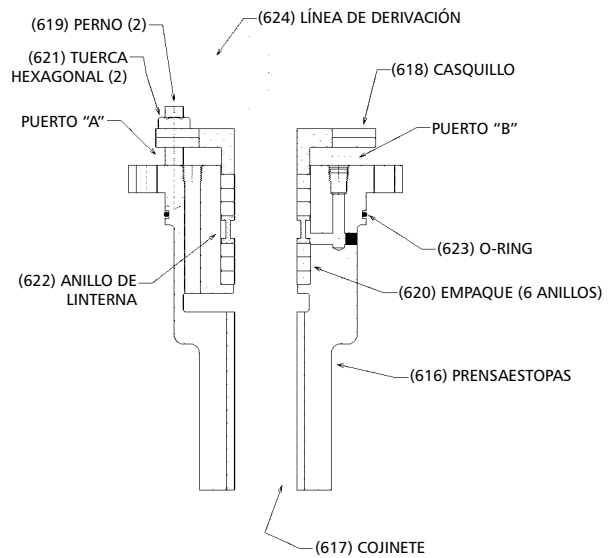 (619) PERNO (2)
(624) LÍNEA DE DERIVACIÓN
(621) TUERCA
HEXAGONAL (2)
(618) CASQUILLO
PUERTO “A”
PUERTO “B”
(623) O-RING
(622) ANILLO DE
LINTERNA
(620) EMPAQUE (6 ANILLOS)
(616) PRENSAESTOPAS
(617) COJINETE